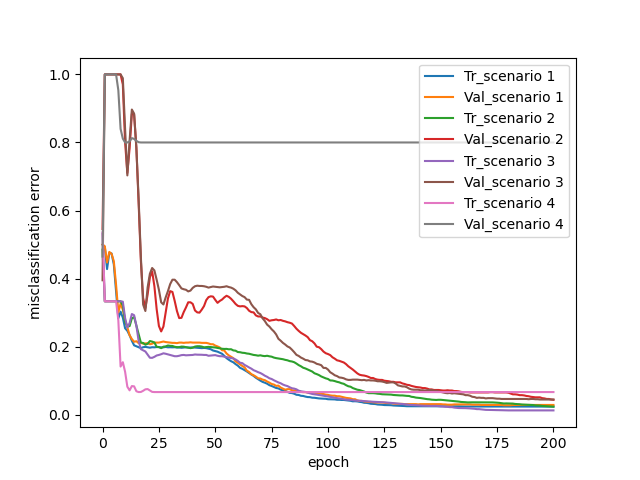 1.0
0.8
0.6
0.4
0.2
0.0
misclassification error
0
25
50
75
100
125
150
175
200
epoch
Tr_scenario 1
Val_scenario 1
Tr_scenario 2
Val_scenario 2
Tr_scenario 3
Val_scenario 3
Tr_scenario 4
Val_scenario 4